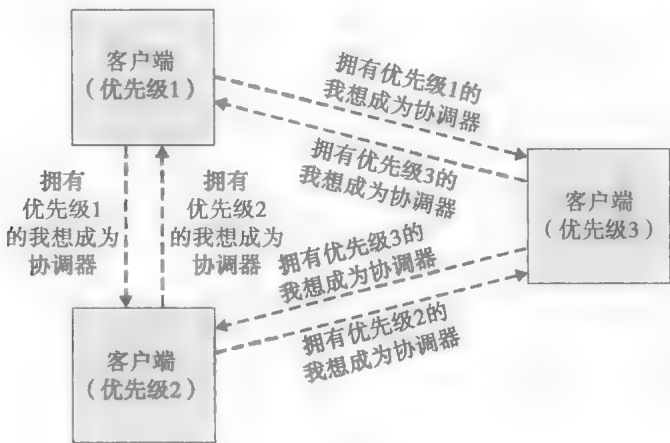 客户端
（优先级1）
拥有优先级1的
我想成为协调器
拥有优先级3的
我想成为协调器
客户端
（优先级3）
拥有
优先级1
的我想成为
协调器
拥有
优先级2
的我想成为
协调器
拥有优先级3的
我想成为协调器
拥有优先级2的
我想成为协调器
客户端
（优先级2）